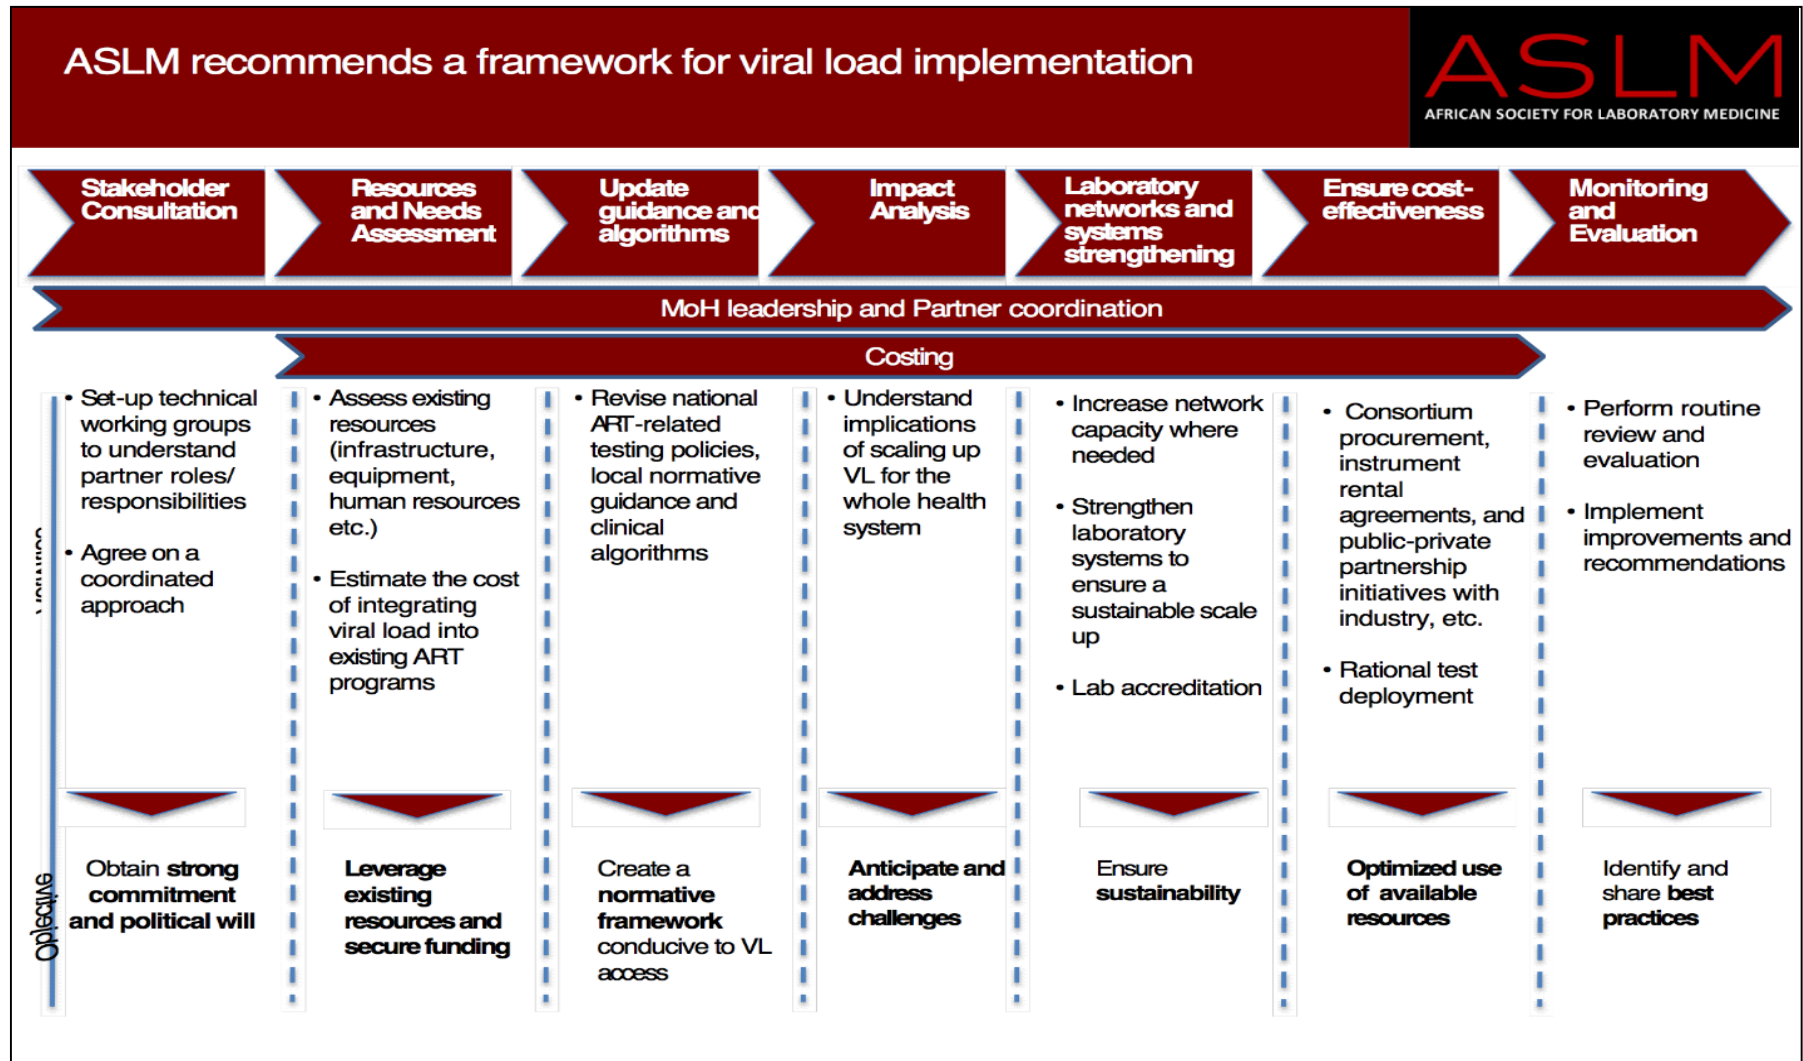 ASLM recommends a framework for viral load implementation
ASLM
AFRICAN SOCIETY FOR LABORATORY MEDICINE
Stakeholder
Consultation
Resources
and Needs
Assessment
Update
guidance and
algorithms
Impact
Analysis
Laboratory
networks and
systems
strengthening
Ensure cost-
effectiveness
Monitoring
and
Evaluation
MoH leadership and Partner coordination
Costing
• Set-up technical
working groups
to understand
partner roles/
responsibilities
• Agree on a
coordinated
approach
• Assess existing
resources
(infrastructure,
equipment,
human resources
etc.)
• Estimate the cost
of integrating
viral load into
existing ART
programs
• Revise national
ART-related
testing policies,
local normative
guidance and
clinical
algorithms
• Understand
implications
of scaling up
VL for the
whole health
system
• Increase network
capacity where
needed
• Strengthen
laboratory
systems to
ensure a
sustainable scale
up
• Lab accreditation
• Consortium
procurement,
instrument
rental
agreements, and
public-private
partnership
initiatives with
industry, etc.
• Rational test
deployment
• Perform routine
review and
evaluation
• Implement
improvements and
recommendations
Objective
Obtain strong
commitment
and political will
Leverage
existing
resources and
secure funding
Create a
normative
framework
conducive to VL
access
Anticipate and
address
challenges
Ensure
sustainability
Optimized use
of available
resources
Identify and
share best
practices